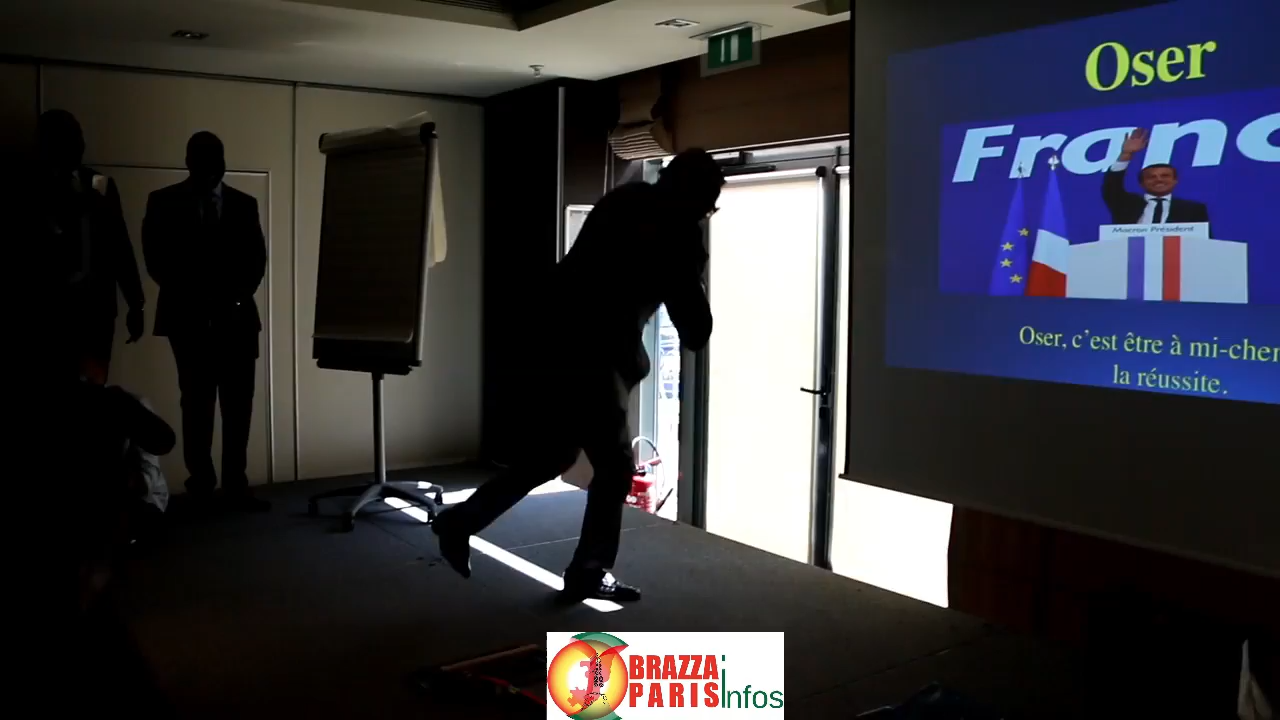 Oser
Franc
Macron Président
Oser, c'est être à mi-chem
la réussite.
BRAZZA
PARIS infos